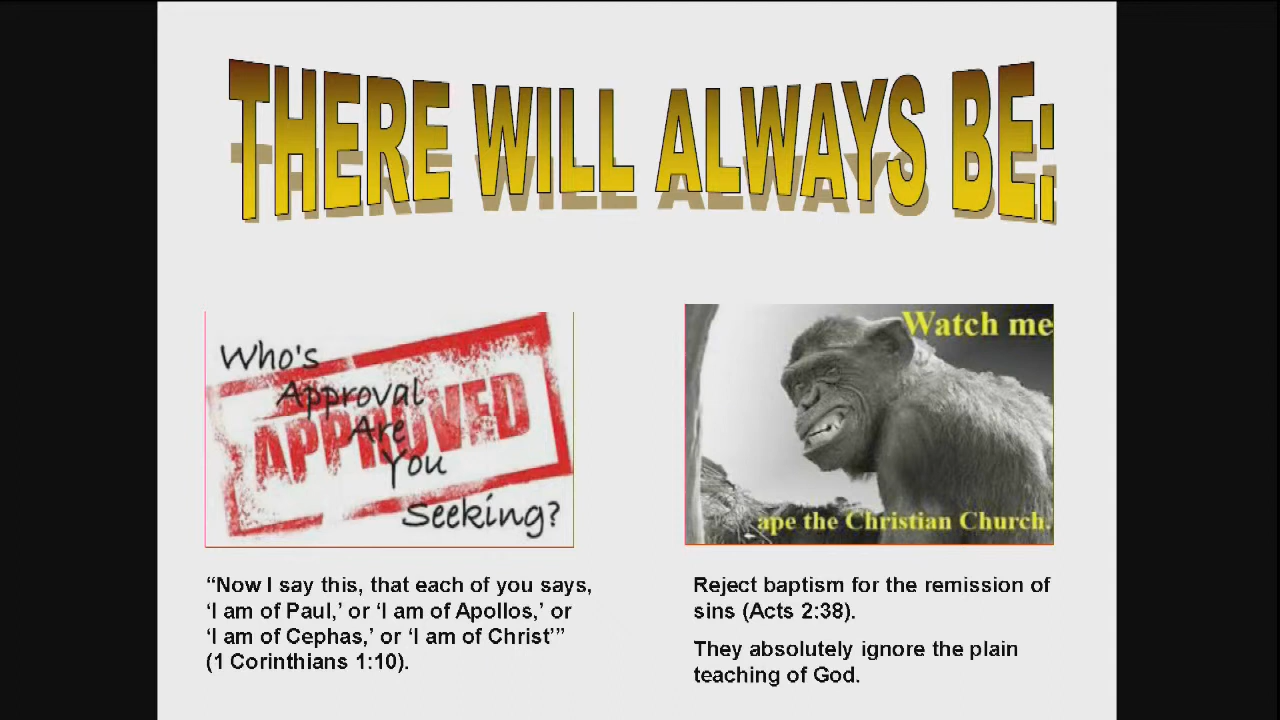 THERE WILL ALWAYS BE:
Who's
Approval
Are
You
Seeking?
APPROVED
Watch me
ape the Christian Church.
“Now I say this, that each of you says,
‘I am of Paul,’ or ‘I am of Apollos,’ or
‘I am of Cephas,’ or ‘I am of Christ’”
(1 Corinthians 1:10).
Reject baptism for the remission of
sins (Acts 2:38).
They absolutely ignore the plain
teaching of God.